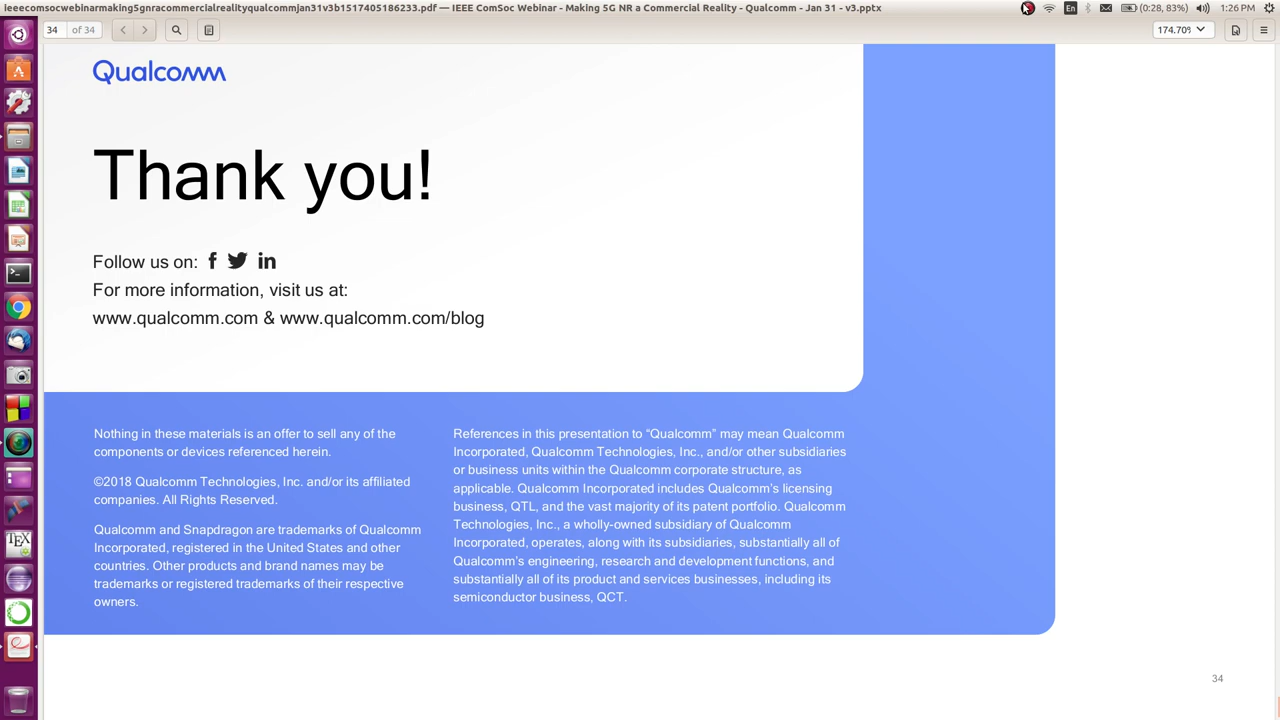 ieeecomsocwebinarmaking5gnracommercialrealityqualcommjan31v3b1517405186233.pdf — IEEE ComSoc Webinar - Making 5G NR a Commercial Reality - Qualcomm - Jan 31 - v3.pptx
En
(0:28, 83%)
1:26 PM
34 of 34
174.70%
Qualcomm
Thank you!
Follow us on:
For more information, visit us at:
www.qualcomm.com & www.qualcomm.com/blog
Nothing in these materials is an offer to sell any of the
components or devices referenced herein.
©2018 Qualcomm Technologies, Inc. and/or its affiliated
companies. All Rights Reserved.
Qualcomm and Snapdragon are trademarks of Qualcomm
Incorporated, registered in the United States and other
countries. Other products and brand names may be
trademarks or registered trademarks of their respective
owners.
References in this presentation to “Qualcomm” may mean Qualcomm
Incorporated, Qualcomm Technologies, Inc., and/or other subsidiaries
or business units within the Qualcomm corporate structure, as
applicable. Qualcomm Incorporated includes Qualcomm’s licensing
business, QTL, and the vast majority of its patent portfolio. Qualcomm
Technologies, Inc., a wholly-owned subsidiary of Qualcomm
Incorporated, operates, along with its subsidiaries, substantially all of
Qualcomm’s engineering, research and development functions, and
substantially all of its product and services businesses, including its
semiconductor business, QCT.
TEX
34